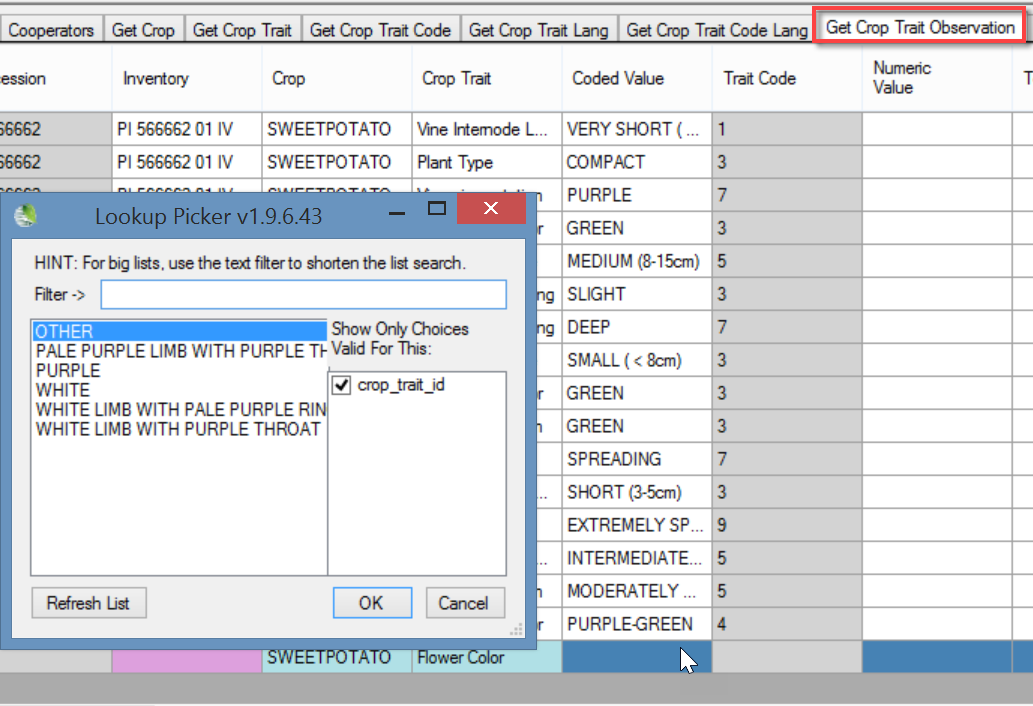 Cooperators Get Crop Get Crop Trait Get Crop Trait Code Get Crop Trait Lang Get Crop Trait Code Lang Get Crop Trait Observation
ession Inventory Crop Crop Trait Coded Value Trait Code Numeric Value T
66662 PI 566662 01 IV SWEETPOTATO Vine Internode L... VERY SHORT ( ... 1
66662 PI 566662 01 IV SWEETPOTATO Plant Type COMPACT 3
PURPLE 7
GREEN 3
MEDIUM (8-15cm) 5
ng SLIGHT 3
ng DEEP 7
SMALL ( < 8cm) 3
r GREEN 3
n GREEN 3
SPREADING 7
... SHORT (3-5cm) 3
EXTREMELY SP... 9
... INTERMEDIATE... 5
n MODERATELY ... 5
r PURPLE-GREEN 4
SWEETPOTATO Flower Color
Lookup Picker v1.9.6.43
HINT: For big lists, use the text filter to shorten the list search.
Filter ->
OTHER
PALE PURPLE LIMB WITH PURPLE TH
PURPLE
WHITE
WHITE LIMB WITH PALE PURPLE RIN
WHITE LIMB WITH PURPLE THROAT
Show Only Choices
Valid For This:
crop_trait_id
Refresh List OK Cancel